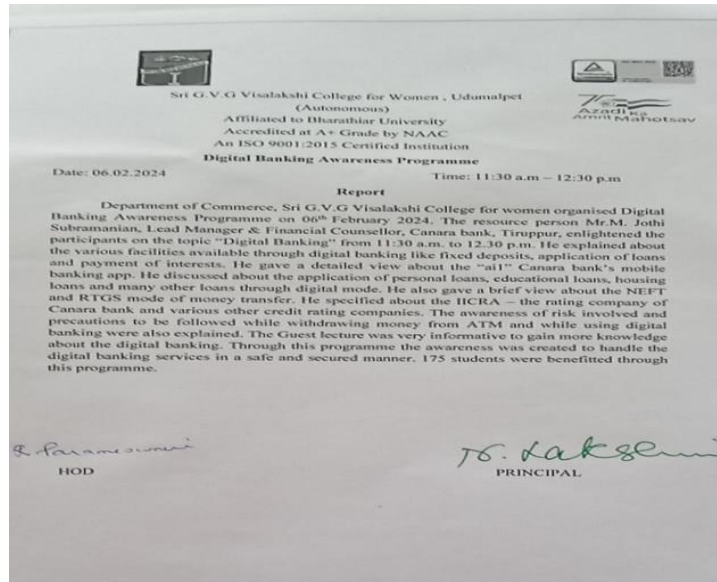 Sri G.V.G Visalakshi College for Women , Udumalpet
(Autonomous)
Affiliated to Bharathiar University
Accredited at A+ Grade by NAAC
An ISO 9001:2015 Certified Institution
Azadi Ka
Amrit Mahotsav
Digital Banking Awareness Programme
Date: 06.02.2024
Time: 11:30 a.m – 12:30 p.m
Report
Department of Commerce, Sri G.V.G Visalakshi College for women organised Digital
Banking Awareness Programme on 06th February 2024. The resource person Mr.M. Jothi
Subramanian, Lead Manager & Financial Counsellor, Canara bank, Tiruppur, enlightened the
participants on the topic “Digital Banking” from 11:30 a.m. to 12.30 p.m. He explained about
the various facilities available through digital banking like fixed deposits, application of loans
and payment of interests. He gave a detailed view about the “ai1” Canara bank’s mobile
banking app. He discussed about the application of personal loans, educational loans, housing
loans and many other loans through digital mode. He also gave a brief view about the NEFT
and RTGS mode of money transfer. He specified about the IICRA – the rating company of
Canara bank and various other credit rating companies. The awareness of risk involved and
precautions to be followed while withdrawing money from ATM and while using digital
banking were also explained. The Guest lecture was very informative to gain more knowledge
about the digital banking. Through this programme the awareness was created to handle the
digital banking services in a safe and secured manner. 175 students were benefitted through
this programme.
HOD
PRINCIPAL